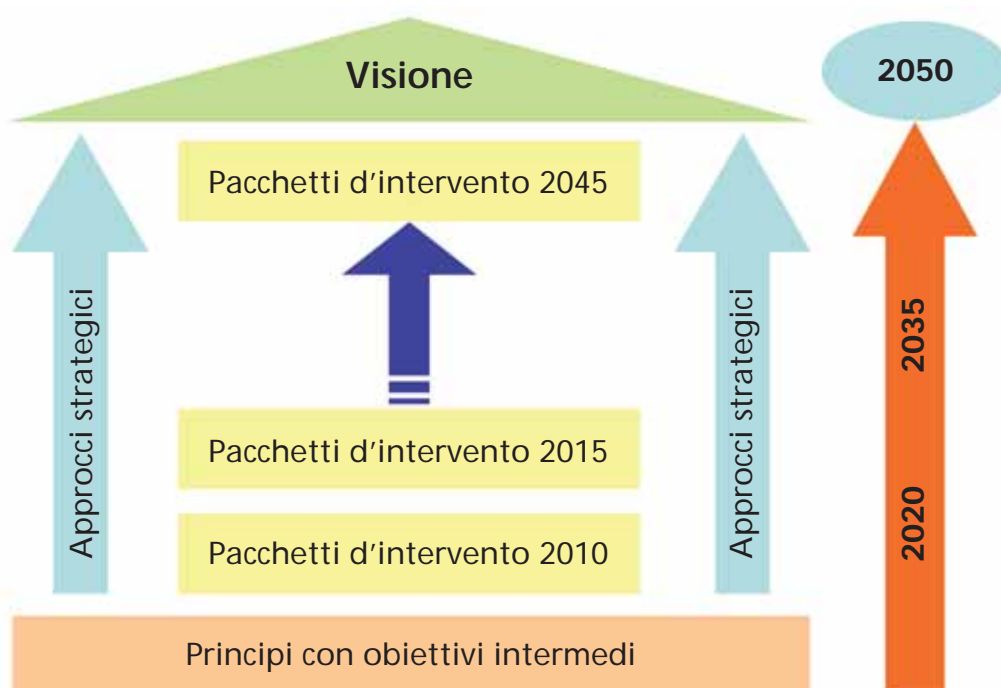 Visione
2050
Pacchetti d'intervento 2045
Approcci strategici
Approcci strategici
2035
Pacchetti d'intervento 2015
2020
Pacchetti d'intervento 2010
Principi con obiettivi intermedi